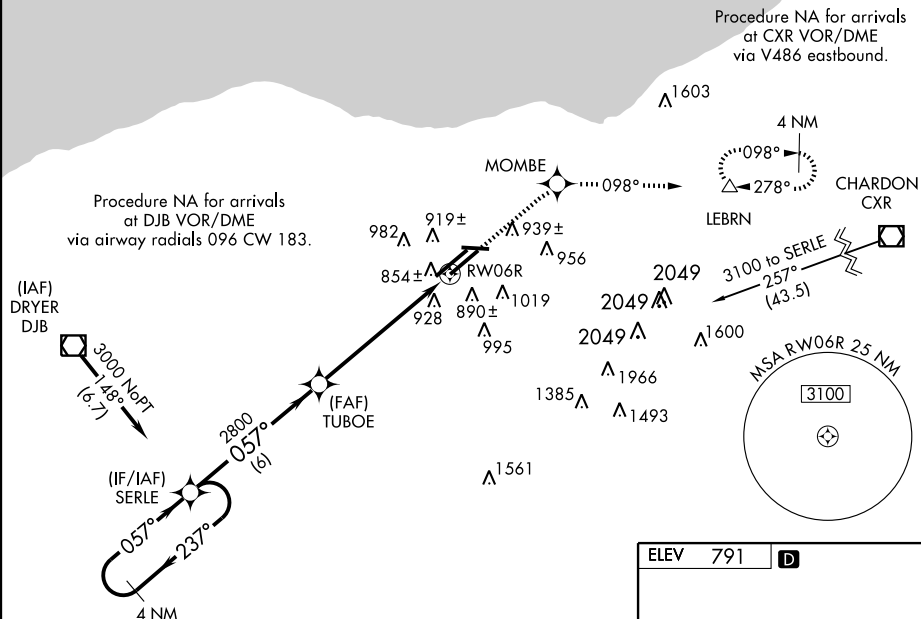 Procedure NA for arrivals
at CXR VOR/DME
via V486 eastbound.
1603
4 NM
MOMBE
098°
098°
278°
LEBRN
CHARDON
CXR
Procedure NA for arrivals
at DJB VOR/DME
via airway radials 096 CW 183.
982
919±
939±
956
854±
RW06R
3100 to SERLE
257°
(43.5)
2049
2049
2049
928
890±
1019
995
1600
(IAF)
DRYER
DJB
3000 NoPT
148°
(6.7)
MSA RW06R 25 NM
3100
1966
1385
1493
(FAF)
TUBOE
2800
057°
(6)
1561
(IF/IAF)
SERLE
057°
237°
4 NM
ELEV 791 D